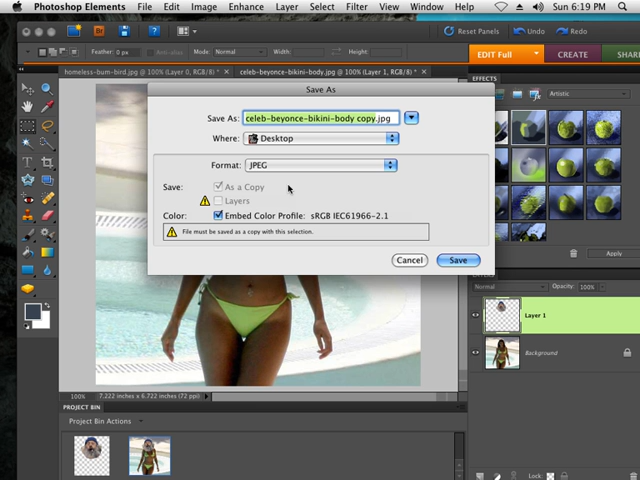 Photoshop Elements File Edit Image Enhance Layer Select Filter View Window Sun 6:19 PM
Reset Panels Undo Redo
Feather: 0 px Anti-alias Mode: Normal Width: Height:
EDIT Full CREATE SHAR
homeless-bum-bird.jpg @ 100% (Layer 0, RGB/8) * celeb-beyonce-bikini-body.jpg @ 100% (Layer 1, RGB/8) *
EFFECTS
Artistic
Save As
Save As: celeb-beyonce-bikini-body copy.jpg
Where: Desktop
Format: JPEG
Save: As a Copy
Layers
Color: Embed Color Profile: sRGB IEC61966-2.1
File must be saved as a copy with this selection.
Cancel Save
Apply
LAYERS
Normal Opacity: 100%
Layer 1
Background
100% 7.222 inches x 6.722 inches (72 ppi)
PROJECT BIN
Project Bin Actions
Lock: